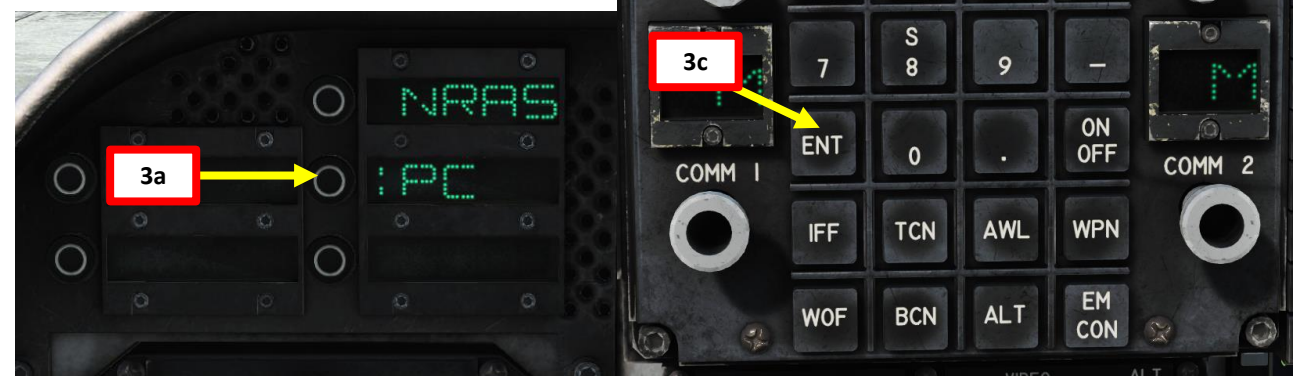 NRAS
3a
:PC
3c
7
S
8
9
-
M
ENT
0
.
ON
OFF
COMM 1
COMM 2
IFF
TCN
AWL
WPN
WOF
BCN
ALT
EM
CON
ALT